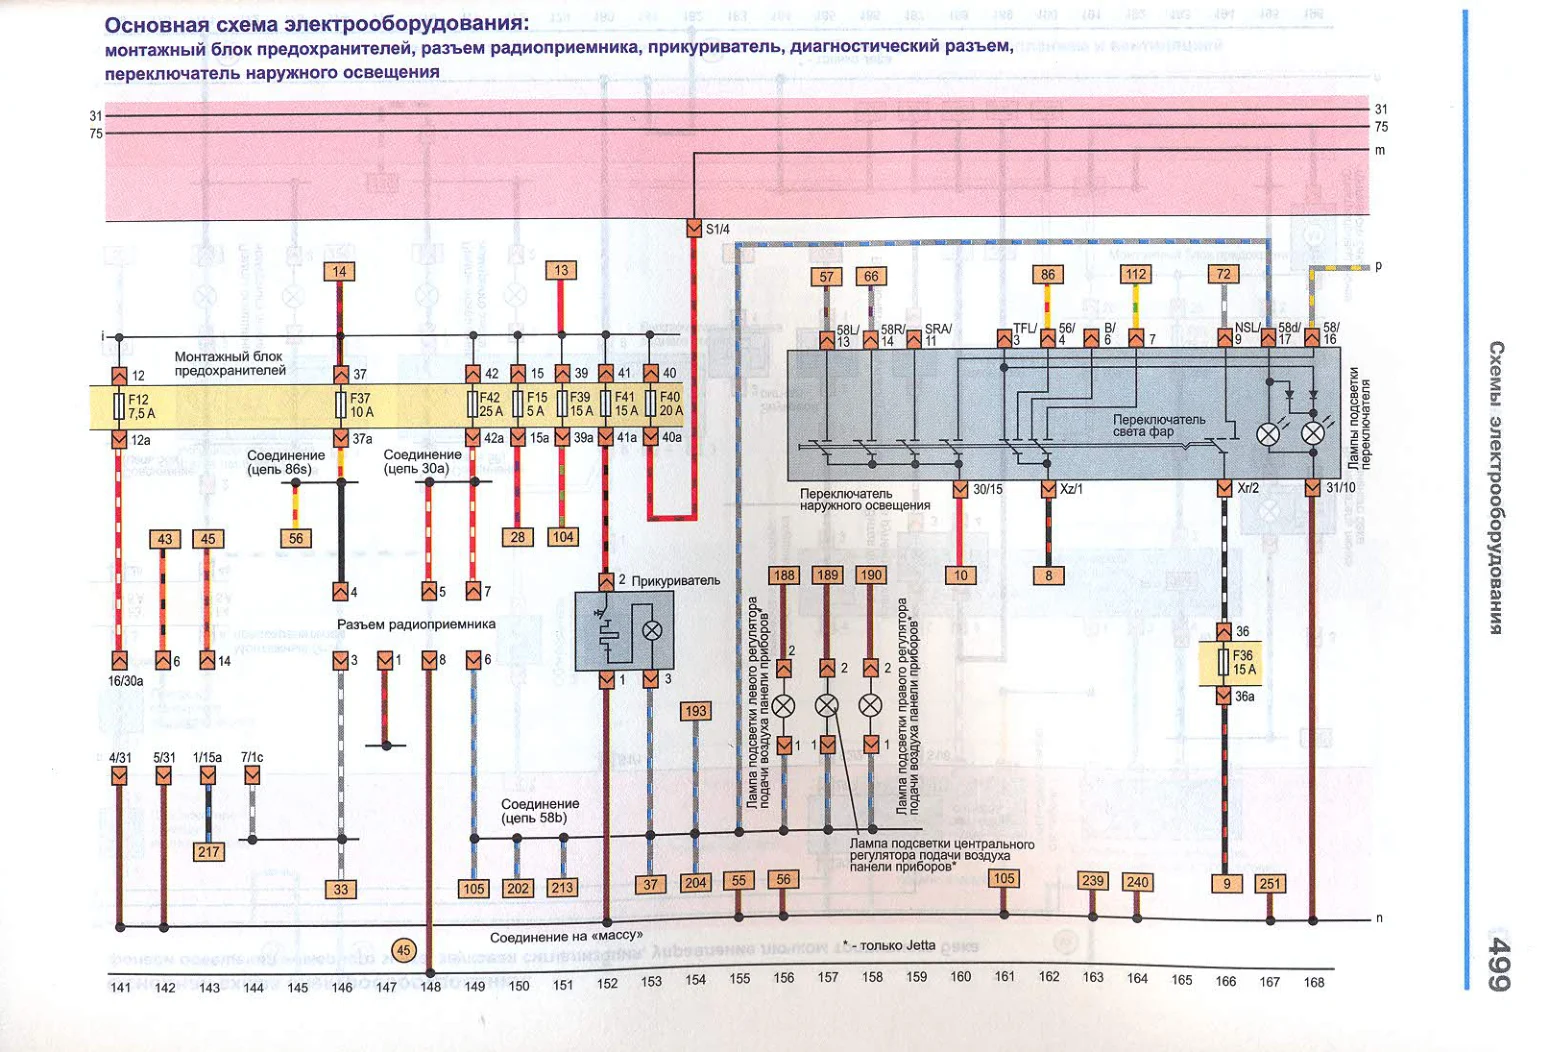 Основная схема электрооборудования:
монтажный блок предохранителей, разъем радиоприемника, прикуриватель, диагностический разъем,
переключатель наружного освещения
31 31
75 75
m
S1/4
14 13 57 66 86 112 72 p
i
58L/ 58R/ SRA/ TFL/ 56/ B/ NSL/ 58d/ 58/
13 14 11 3 4 6 7 9 17 16
Монтажный блок
предохранителей
12 37 42 15 39 41 40
F12 F37 F42 F15 F39 F41 F40
7,5 A 10 A 25 A 5 A 15 A 15 A 20 A
12a 37a 42a 15a 39a 41a 40a
Переключатель
света фар
Лампы подсветки
переключателя
Соединение
(цепь 86s)
Соединение
(цепь 30a)
Переключатель
наружного освещения
30/15 Xz/1 Xr/2 31/10
43 45 56 28 104
188 189 190 10 8
4 5 7
2 Прикуриватель
Разъем радиоприемника
6 14 3 1 8 6
16/30a
1 3
36
F36
15 A
36a
2 2 2
1 1 1
Лампа подсветки левого регулятора
подачи воздуха панели приборов*
Лампа подсветки правого регулятора
подачи воздуха панели приборов*
193
4/31 5/31 1/15a 7/1c
Соединение
(цепь 58b)
217
Лампа подсветки центрального
регулятора подачи воздуха
панели приборов*
33 105 202 213 37 204 55 56 105 239 240 9 251
n
Соединение на «массу»
45
* - только Jetta
141 142 143 144 145 146 147 148 149 150 151 152 153 154 155 156 157 158 159 160 161 162 163 164 165 166 167 168
Схемы электрооборудования
499